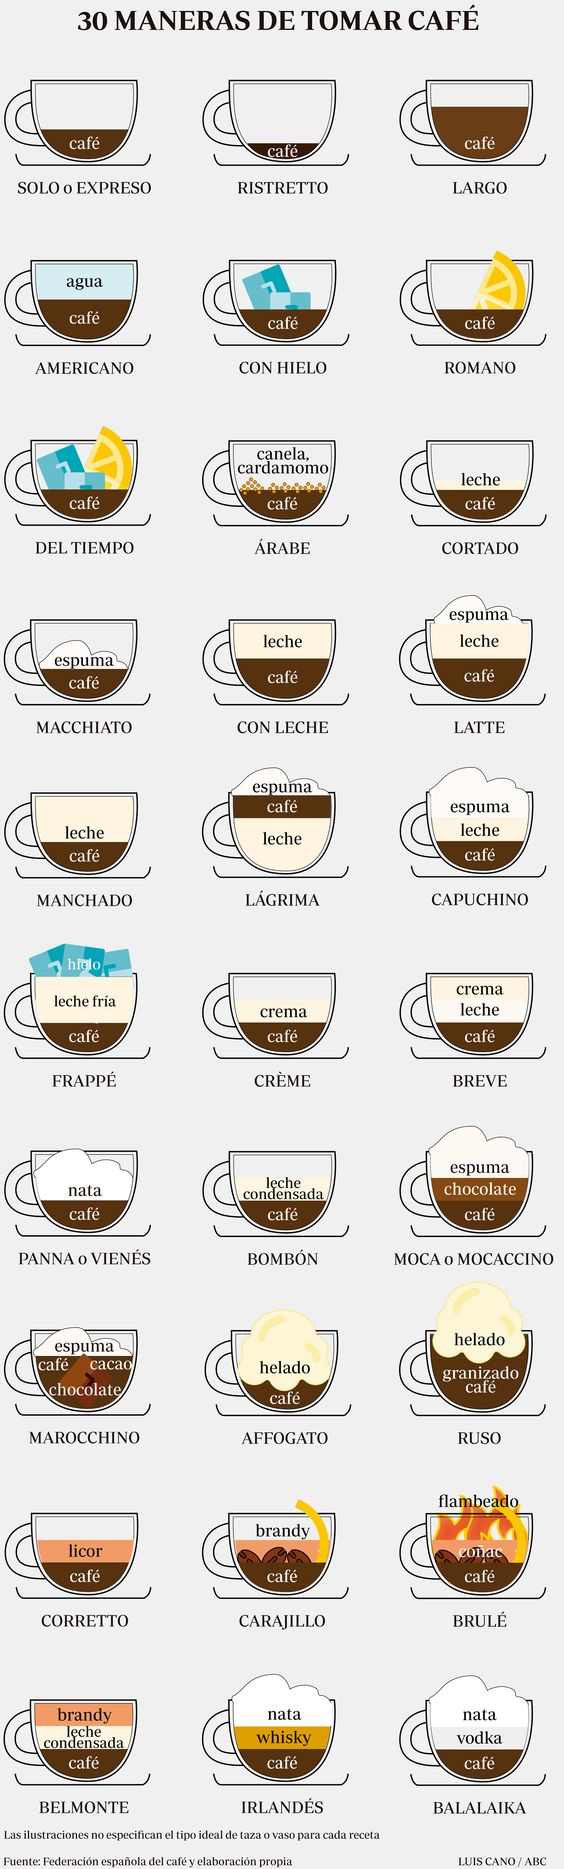 30 MANERAS DE TOMAR CAFÉ
café
SOLO o EXPRESO
café
RISTRETTO
café
LARGO
agua
café
AMERICANO
café
CON HIELO
café
ROMANO
café
DEL TIEMPO
canela,
cardamomo
café
ÁRABE
leche
café
CORTADO
espuma
café
MACCHIATO
leche
café
CON LECHE
espuma
leche
café
LATTE
leche
café
MANCHADO
espuma
café
leche
LÁGRIMA
espuma
leche
café
CAPUCHINO
hielo
leche fría
café
FRAPPÉ
crema
café
CRÈME
crema
leche
café
BREVE
nata
café
PANNA o VIENÉS
leche
condensada
café
BOMBÓN
espuma
chocolate
café
MOCA o MOCACCINO
espuma
café cacao
chocolate
MAROCCHINO
helado
café
AFFOGATO
helado
granizado
café
RUSO
licor
café
CORRETTO
brandy
café
CARAJILLO
flambeado
coñac
café
BRULÉ
brandy
leche
condensada
café
BELMONTE
nata
whisky
café
IRLANDÉS
nata
vodka
café
BALALAIKA
Las ilustraciones no especifican el tipo ideal de taza o vaso para cada receta
Fuente: Federación española del café y elaboración propia
LUIS CANO / ABC